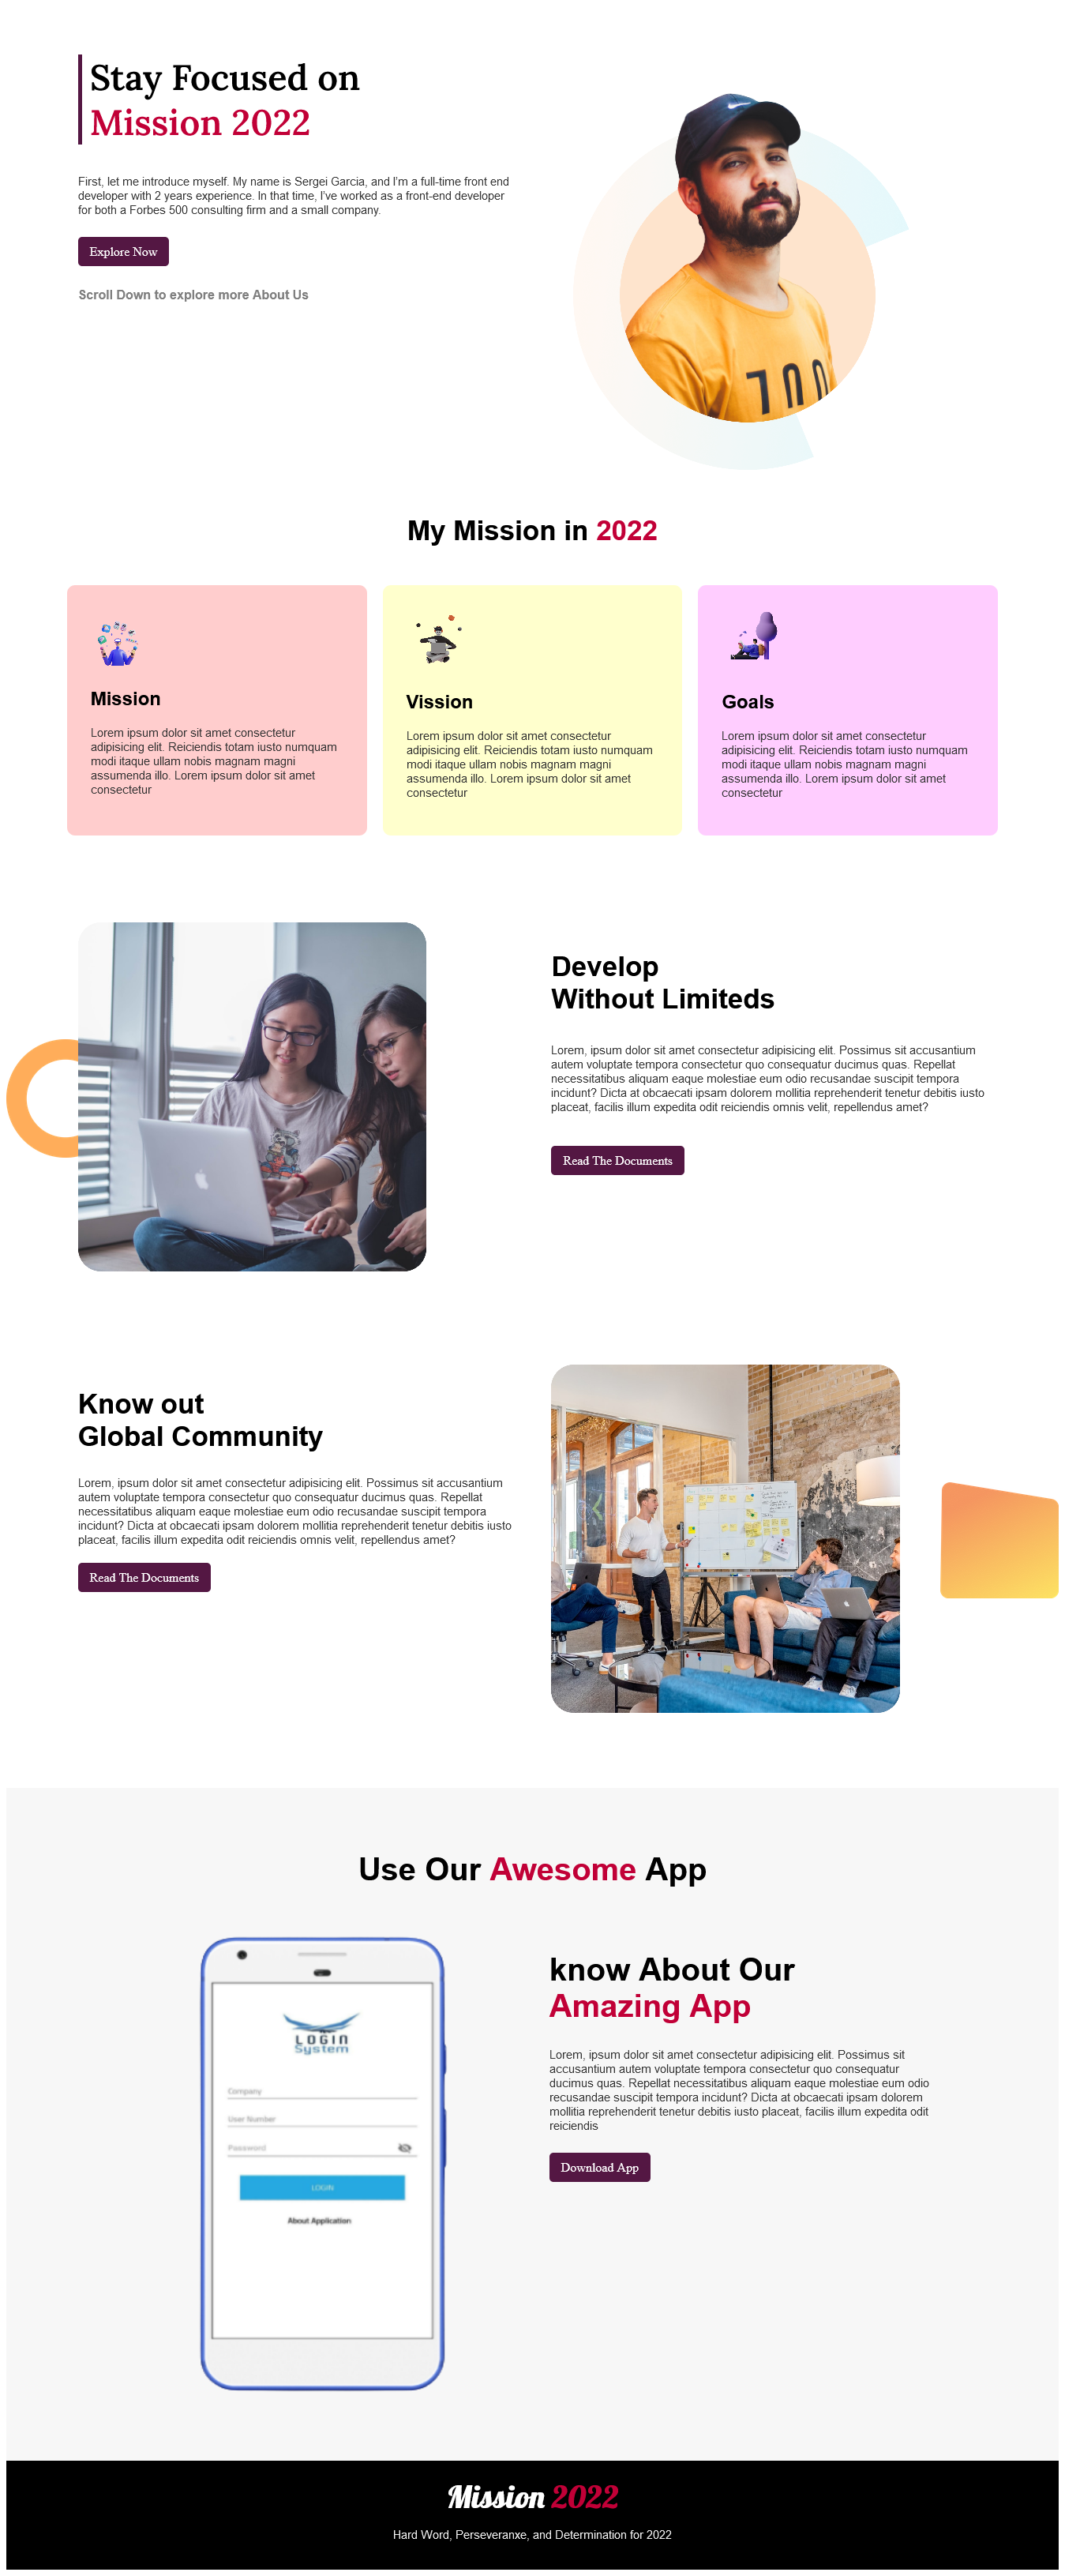 Stay Focused on
Mission 2022
First, let me introduce myself. My name is Sergei Garcia, and I'm a full-time front end
developer with 2 years experience. In that time, I've worked as a front-end developer
for both a Forbes 500 consulting firm and a small company.
Explore Now
Scroll Down to explore more About Us
My Mission in 2022
Mission
Lorem ipsum dolor sit amet consectetur
adipisicing elit. Reiciendis totam iusto numquam
modi itaque ullam nobis magnam magni
assumenda illo. Lorem ipsum dolor sit amet
consectetur
Vission
Lorem ipsum dolor sit amet consectetur
adipisicing elit. Reiciendis totam iusto numquam
modi itaque ullam nobis magnam magni
assumenda illo. Lorem ipsum dolor sit amet
consectetur
Goals
Lorem ipsum dolor sit amet consectetur
adipisicing elit. Reiciendis totam iusto numquam
modi itaque ullam nobis magnam magni
assumenda illo. Lorem ipsum dolor sit amet
consectetur
Develop
Without Limiteds
Lorem, ipsum dolor sit amet consectetur adipisicing elit. Possimus sit accusantium
autem voluptate tempora consectetur quo consequatur ducimus quas. Repellat
necessitatibus aliquam eaque molestiae eum odio recusandae suscipit tempora
incidunt? Dicta at obcaecati ipsam dolorem mollitia reprehenderit tenetur debitis iusto
placeat, facilis illum expedita odit reiciendis omnis velit, repellendus amet?
Read The Documents
Know out
Global Community
Lorem, ipsum dolor sit amet consectetur adipisicing elit. Possimus sit accusantium
autem voluptate tempora consectetur quo consequatur ducimus quas. Repellat
necessitatibus aliquam eaque molestiae eum odio recusandae suscipit tempora
incidunt? Dicta at obcaecati ipsam dolorem mollitia reprehenderit tenetur debitis iusto
placeat, facilis illum expedita odit reiciendis omnis velit, repellendus amet?
Read The Documents
Use Our Awesome App
LOGIN
System
Company
User Number
Password
LOGIN
About Application
know About Our
Amazing App
Lorem, ipsum dolor sit amet consectetur adipisicing elit. Possimus sit
accusantium autem voluptate tempora consectetur quo consequatur
ducimus quas. Repellat necessitatibus aliquam eaque molestiae eum odio
recusandae suscipit tempora incidunt? Dicta at obcaecati ipsam dolorem
mollitia reprehenderit tenetur debitis iusto placeat, facilis illum expedita odit
reiciendis
Download App
Mission 2022
Hard Word, Perseveranxe, and Determination for 2022